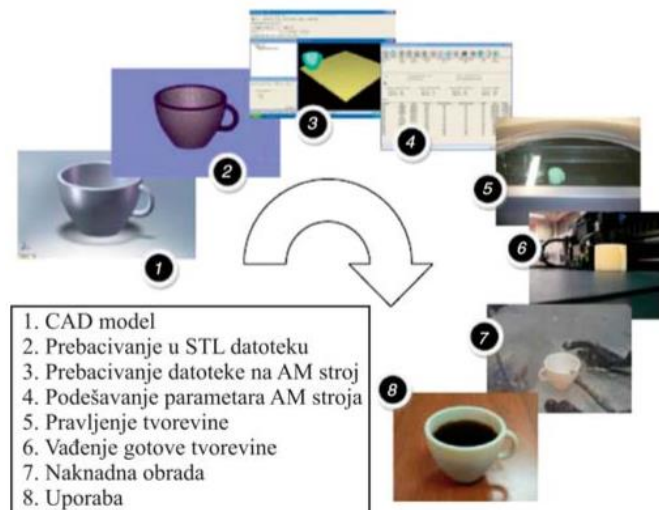 3
2
4
1
5
6
7
8
1. CAD model
2. Prebacivanje u STL datoteku
3. Prebacivanje datoteke na AM stroj
4. Podešavanje parametara AM stroja
5. Pravljenje tvorevine
6. Vađenje gotove tvorevine
7. Naknadna obrada
8. Uporaba